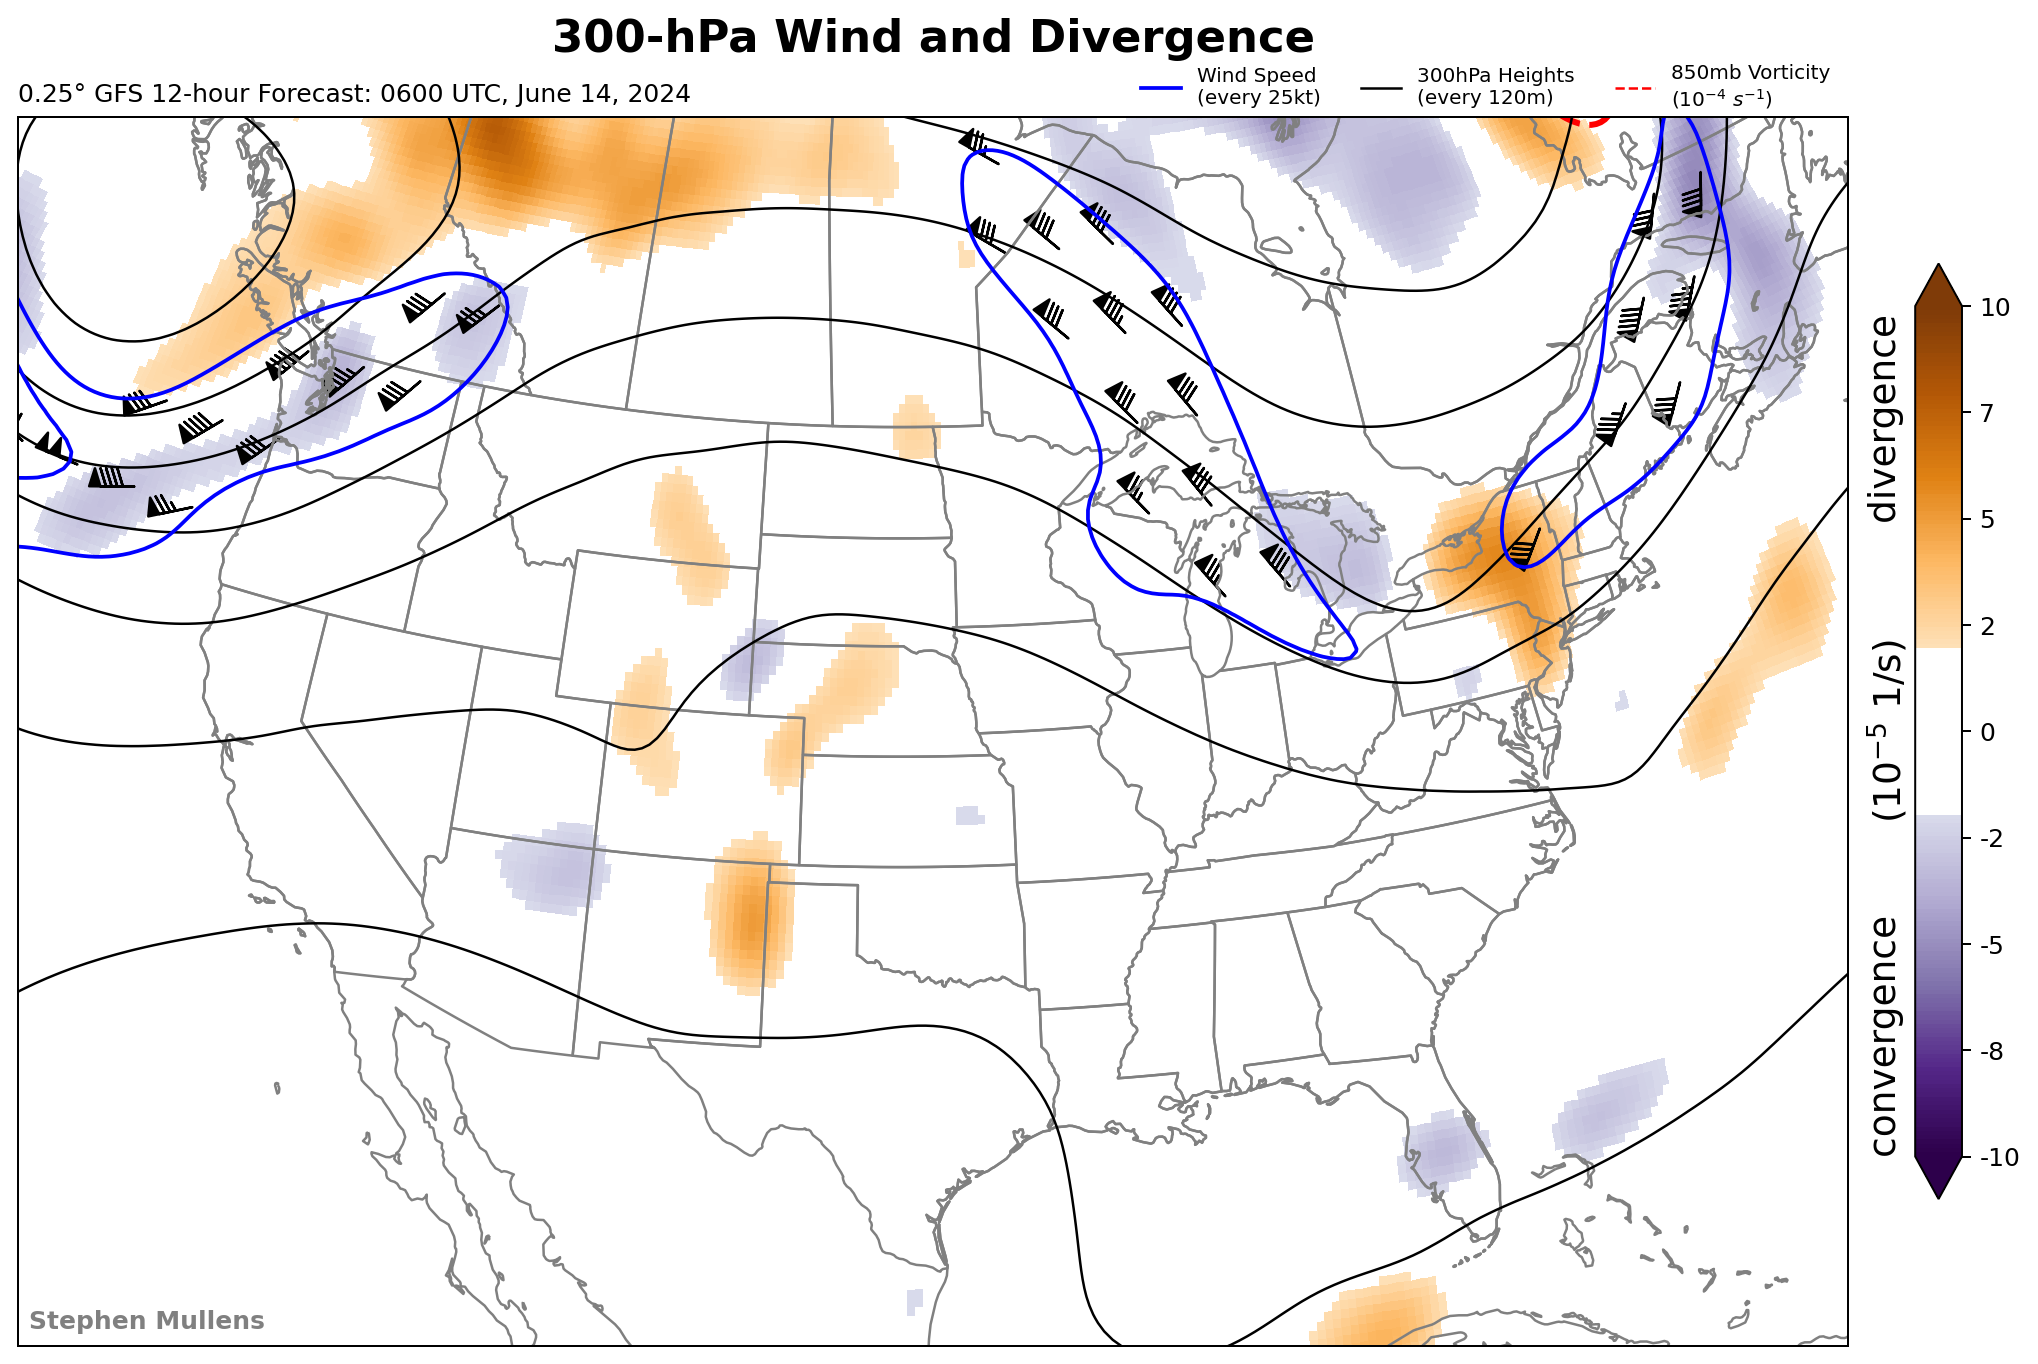 300-hPa Wind and Divergence
0.25° GFS 12-hour Forecast: 0600 UTC, June 14, 2024
Wind Speed
(every 25kt)
300hPa Heights
(every 120m)
850mb Vorticity
(10⁻⁴ s⁻¹)
10
7
5
2
0
-2
-5
-8
-10
convergence (10⁻⁵ 1/s) divergence
Stephen Mullens